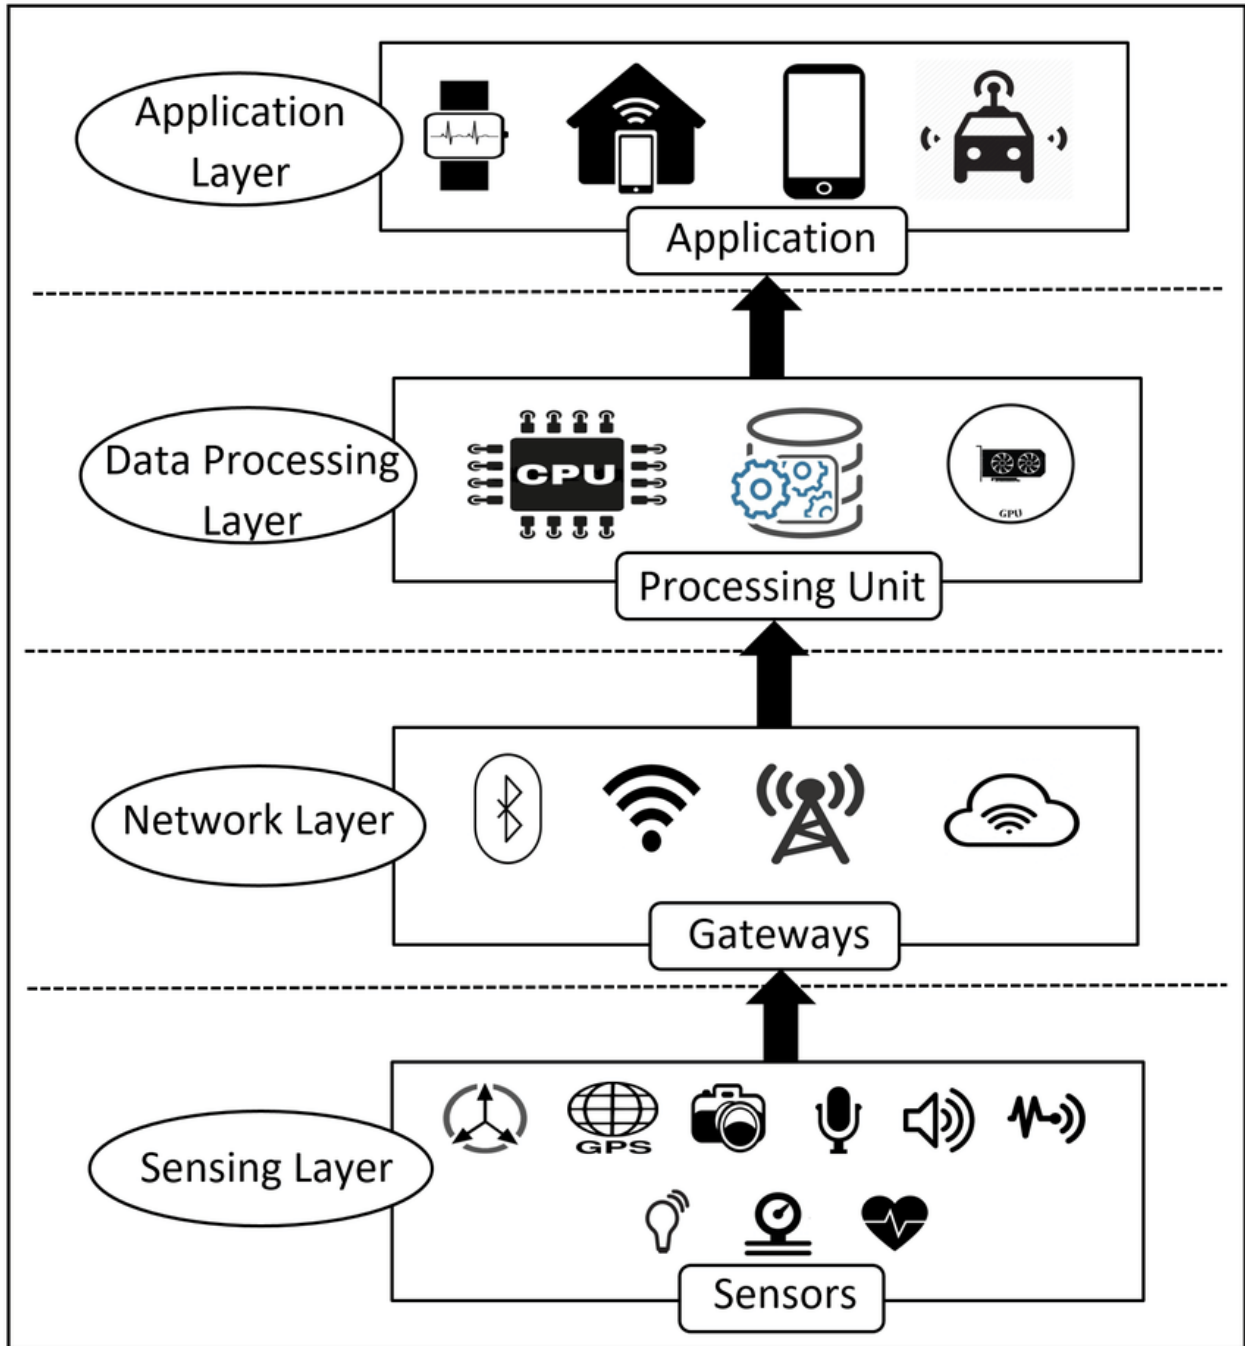 Application
Layer
Application
Data Processing
Layer
CPU
GPU
Processing Unit
Network Layer
Gateways
Sensing Layer
GPS
Sensors